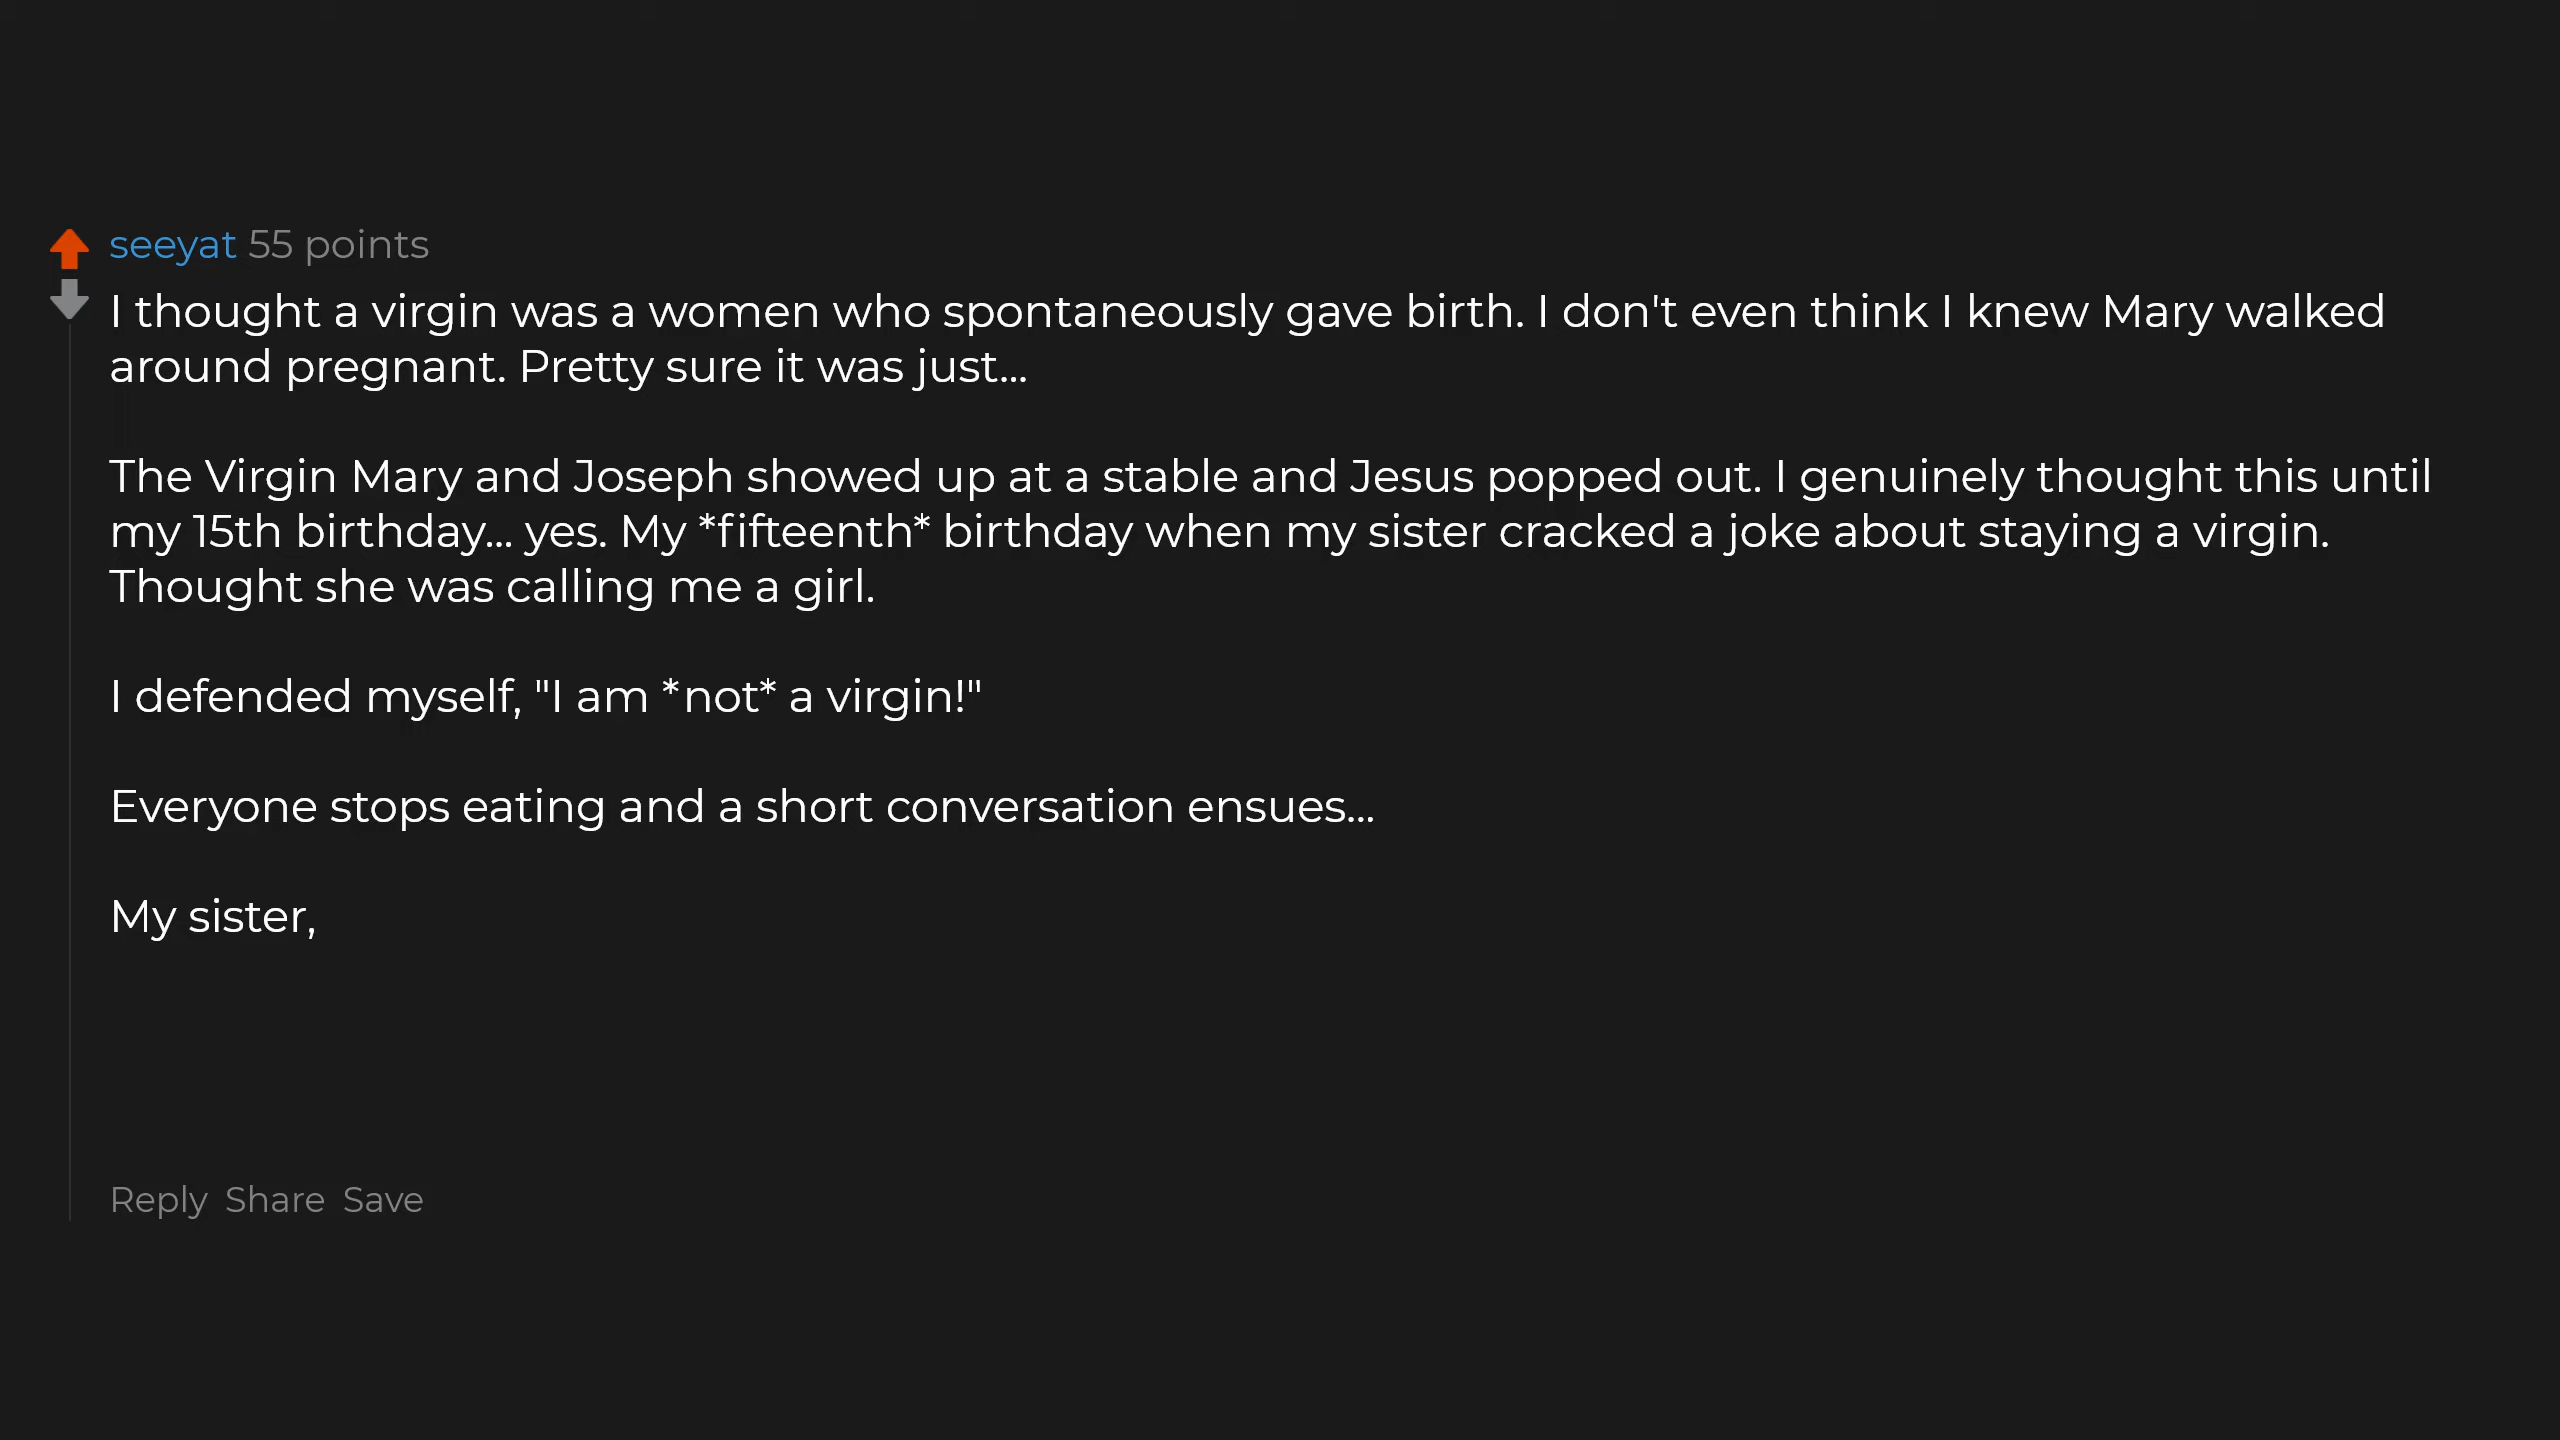 seeyat 55 points
I thought a virgin was a women who spontaneously gave birth. I don't even think I knew Mary walked
around pregnant. Pretty sure it was just...
The Virgin Mary and Joseph showed up at a stable and Jesus popped out. I genuinely thought this until
my 15th birthday... yes. My *fifteenth* birthday when my sister cracked a joke about staying a virgin.
Thought she was calling me a girl.
I defended myself, "I am *not* a virgin!"
Everyone stops eating and a short conversation ensues...
My sister,
Reply Share Save